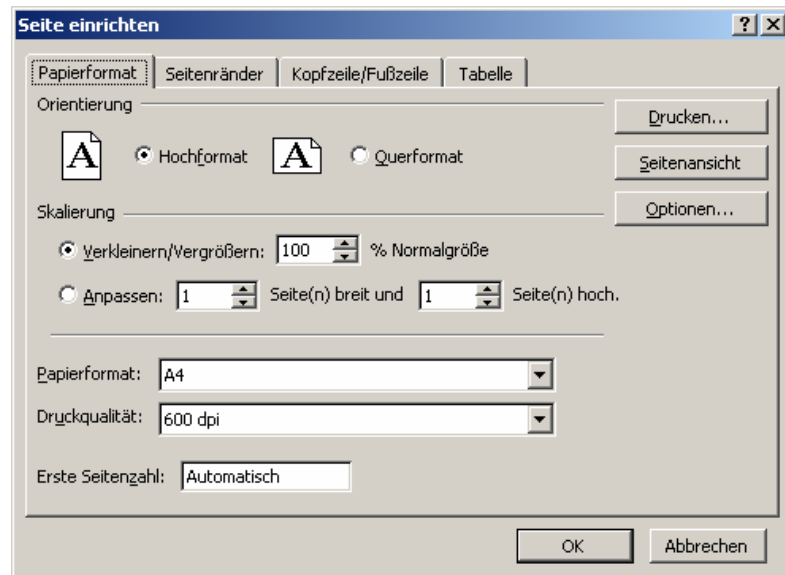 Seite einrichten
Papierformat Seitenränder Kopfzeile/Fußzeile Tabelle
Orientierung
Drucken...
A Hochformat A Querformat
Seitenansicht
Skalierung
Optionen...
Verkleinern/Vergrößern: 100 % Normalgröße
Anpassen: 1 Seite(n) breit und 1 Seite(n) hoch.
Papierformat: A4
Druckqualität: 600 dpi
Erste Seitenzahl: Automatisch
OK Abbrechen